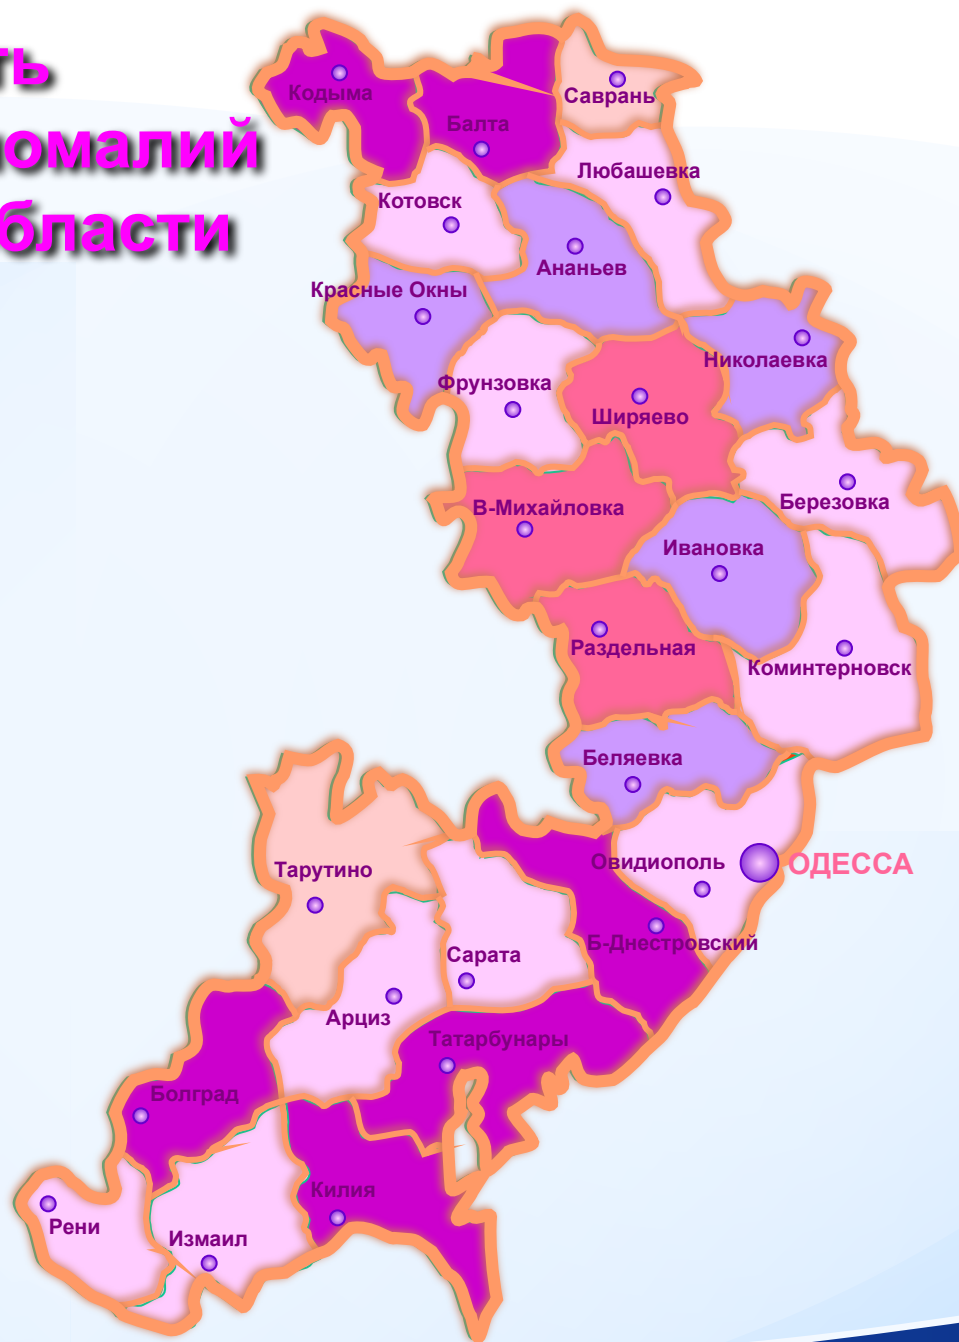 ть
номалий
бласти
Кодыма
Саврань
Балта
Любашевка
Котовск
Ананьев
Красные Окны
Николаевка
Фрунзовка
Ширяево
Березовка
В-Михайловка
Ивановка
Раздельная
Коминтерновск
Беляевка
Овидиополь
ОДЕССА
Тарутино
Б-Днестровский
Сарата
Арциз
Татарбунары
Болград
Килия
Рени
Измаил